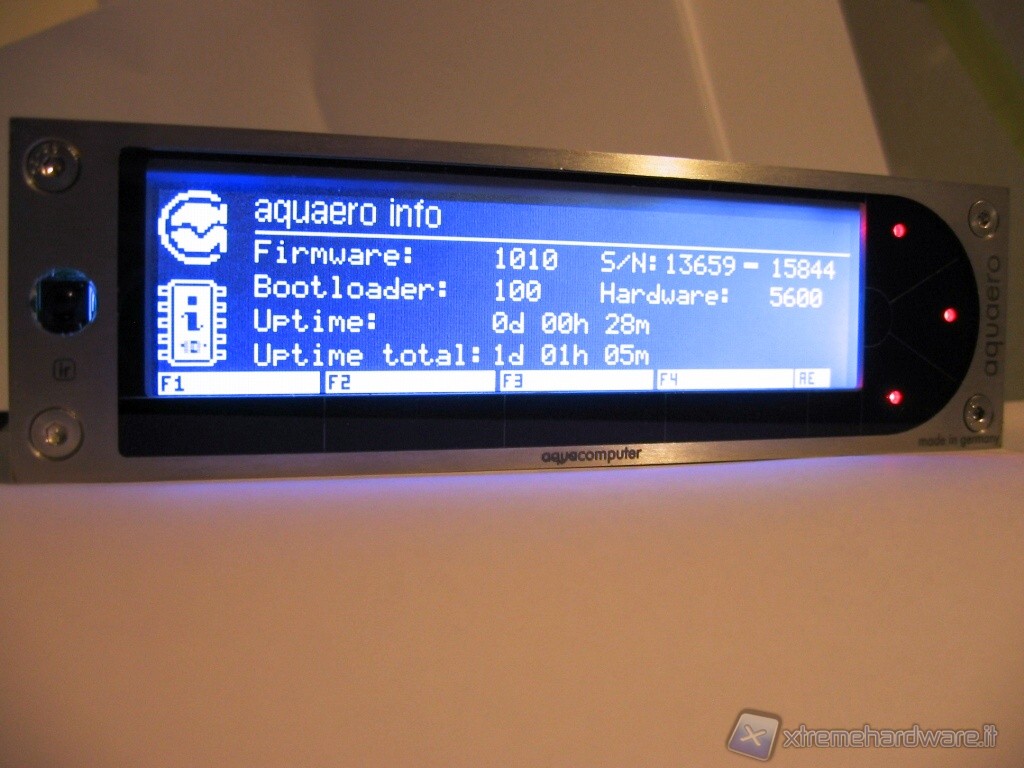 aquaero info
Firmware: 1010 S/N: 13659 - 15844
Bootloader: 100 Hardware: 5600
Uptime: 0d 00h 28m
Uptime total: 1d 01h 05m
F1 F2 F3 F4 AE
ir
aquaero
made in germany
aquacomputer
xtremehardware.it